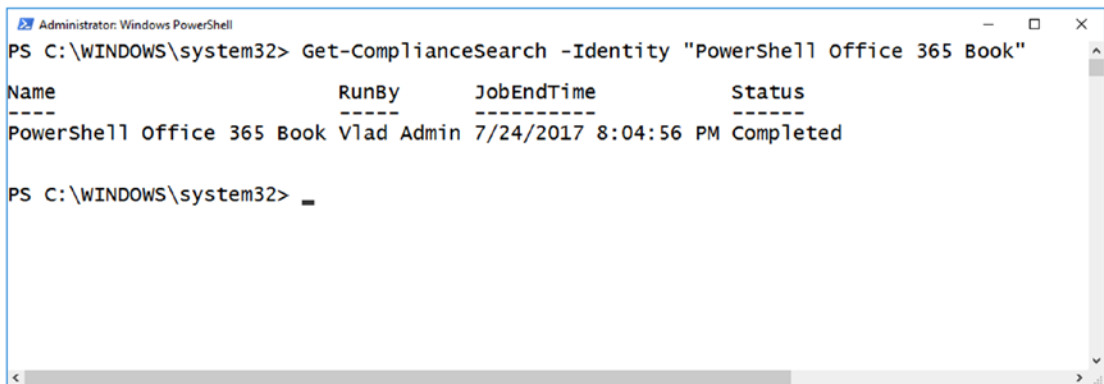 Administrator: Windows PowerShell
PS C:\WINDOWS\system32> Get-ComplianceSearch -Identity "PowerShell Office 365 Book"
Name RunBy JobEndTime Status
---- ----- ---------- ------
PowerShell Office 365 Book Vlad Admin 7/24/2017 8:04:56 PM Completed
PS C:\WINDOWS\system32>